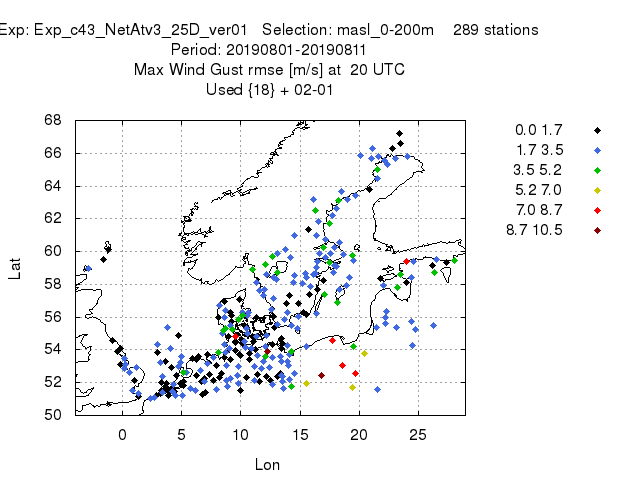 Exp: Exp_c43_NetAtv3_25D_ver01 Selection: masl_0-200m 289 stations
Period: 20190801-20190811
Max Wind Gust rmse [m/s] at 20 UTC
Used {18} + 02-01
68
66
64
62
60
58
56
54
52
50
Lat
0 5 10 15 20 25
Lon
0.0 1.7
1.7 3.5
3.5 5.2
5.2 7.0
7.0 8.7
8.7 10.5